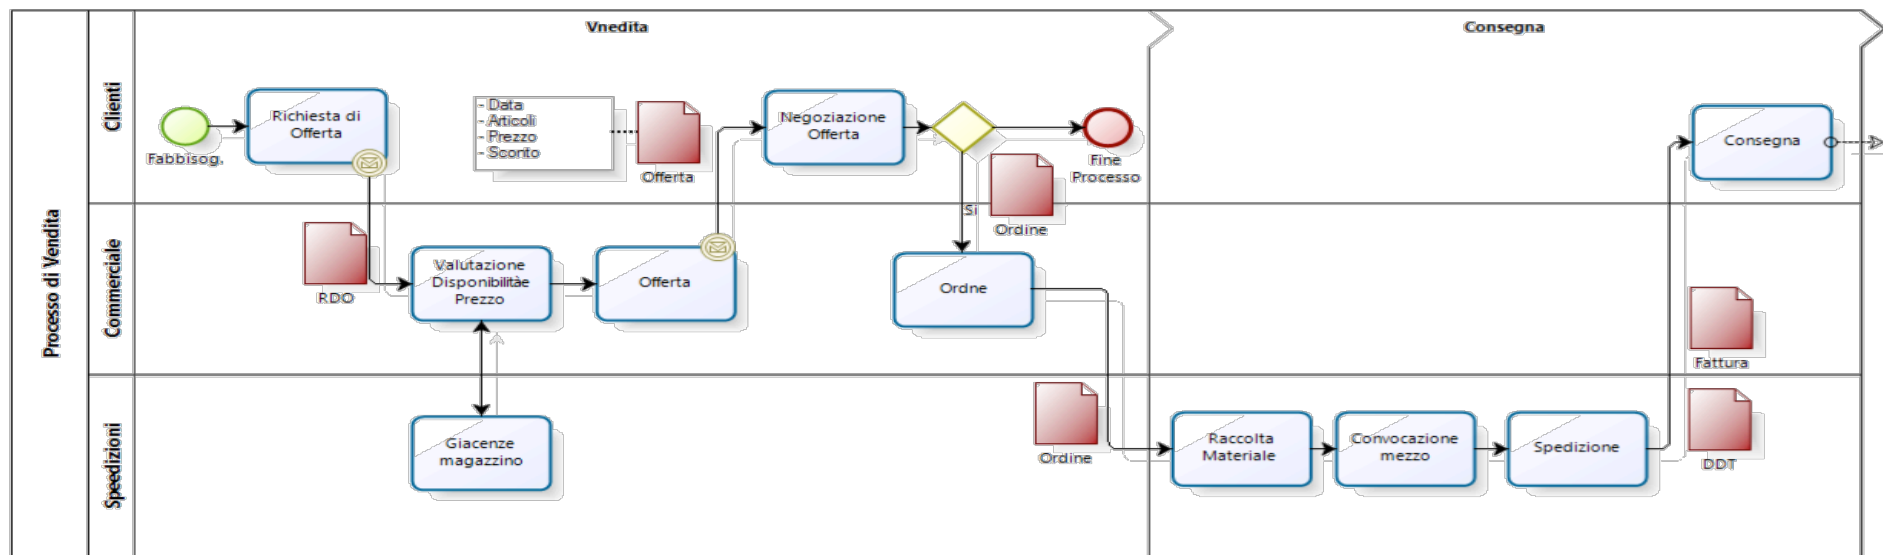 Vnedita
Consegna
Processo di Vendita
Clienti
Fabbisog.
Richiesta di
Offerta
- Data
- Articoli
- Prezzo
- Sconto
Offerta
Negoziazione
Offerta
Fine
Processo
Si
Ordine
Consegna
Commerciale
RDO
Valutazione
Disponibilitàe
Prezzo
Offerta
Ordne
Fattura
Spedizioni
Giacenze
magazzino
Ordine
Raccolta
Materiale
Convocazione
mezzo
Spedizione
DDT